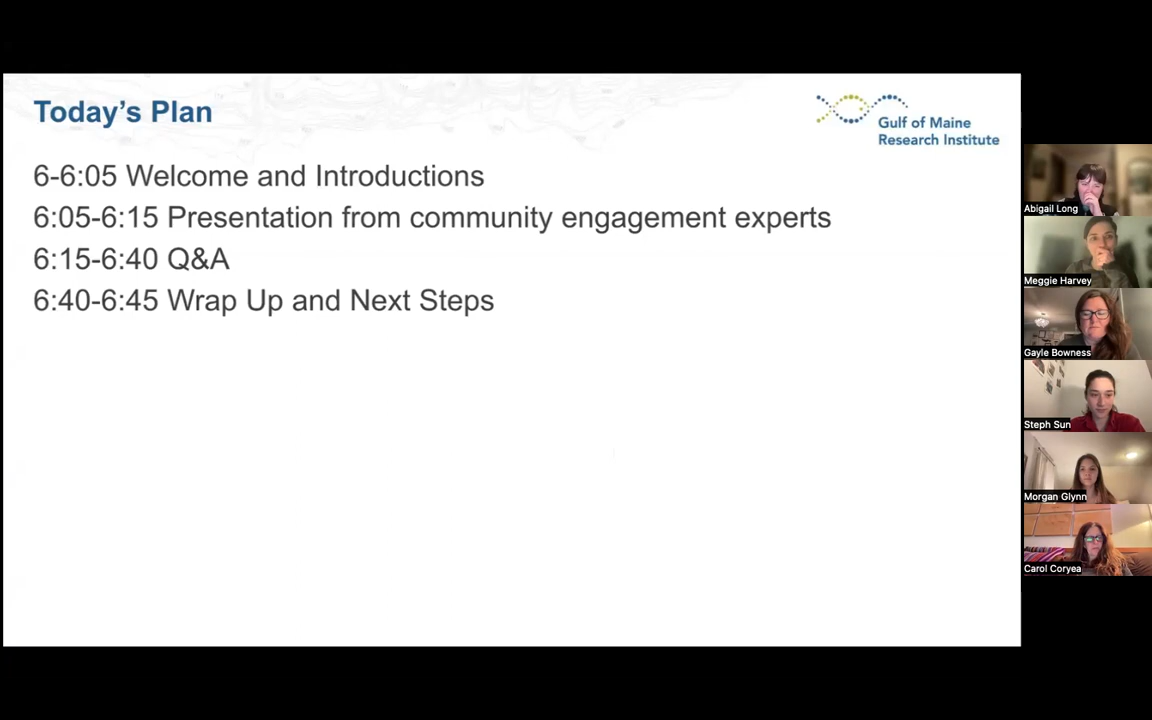 Today's Plan
Gulf of Maine
Research Institute
6-6:05 Welcome and Introductions
6:05-6:15 Presentation from community engagement experts
6:15-6:40 Q&A
6:40-6:45 Wrap Up and Next Steps
Abigail Long
Meggie Harvey
Gayle Bowness
Steph Sun
Morgan Glynn
Carol Coryea